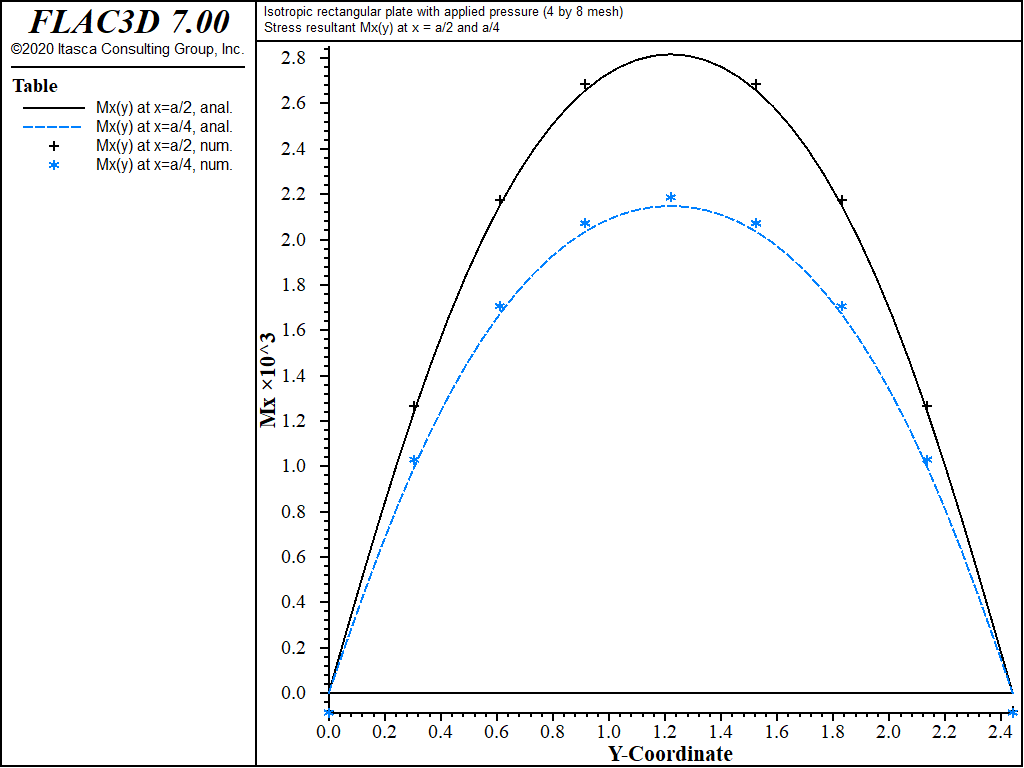 FLAC3D 7.00
©2020 Itasca Consulting Group, Inc.
Table
Mx(y) at x=a/2, anal.
Mx(y) at x=a/4, anal.
Mx(y) at x=a/2, num.
Mx(y) at x=a/4, num.
Isotropic rectangular plate with applied pressure (4 by 8 mesh)
Stress resultant Mx(y) at x = a/2 and a/4
2.8
2.6
2.4
2.2
2.0
1.8
1.6
1.4
1.2
1.0
0.8
0.6
0.4
0.2
0.0
Mx ×10^3
0.0 0.2 0.4 0.6 0.8 1.0 1.2 1.4 1.6 1.8 2.0 2.2 2.4
Y-Coordinate